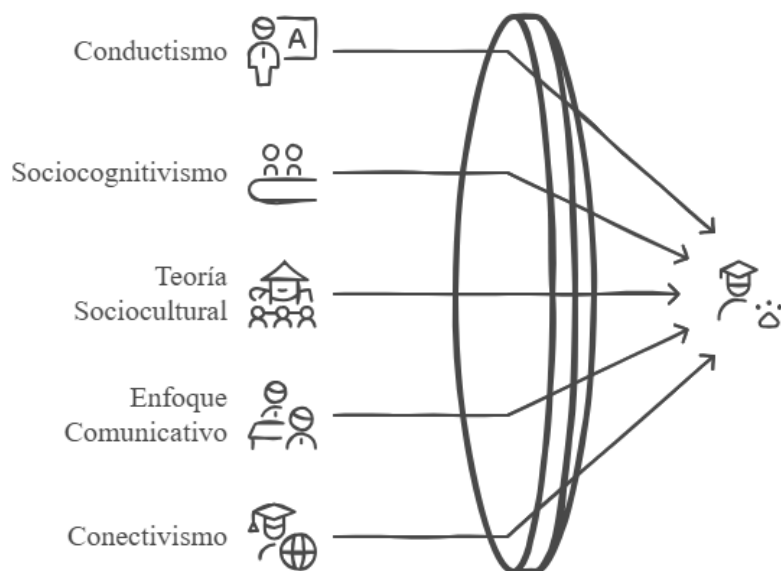 Conductismo
A
Sociocognitivismo
Teoría
Sociocultural
Enfoque
Comunicativo
Conectivismo